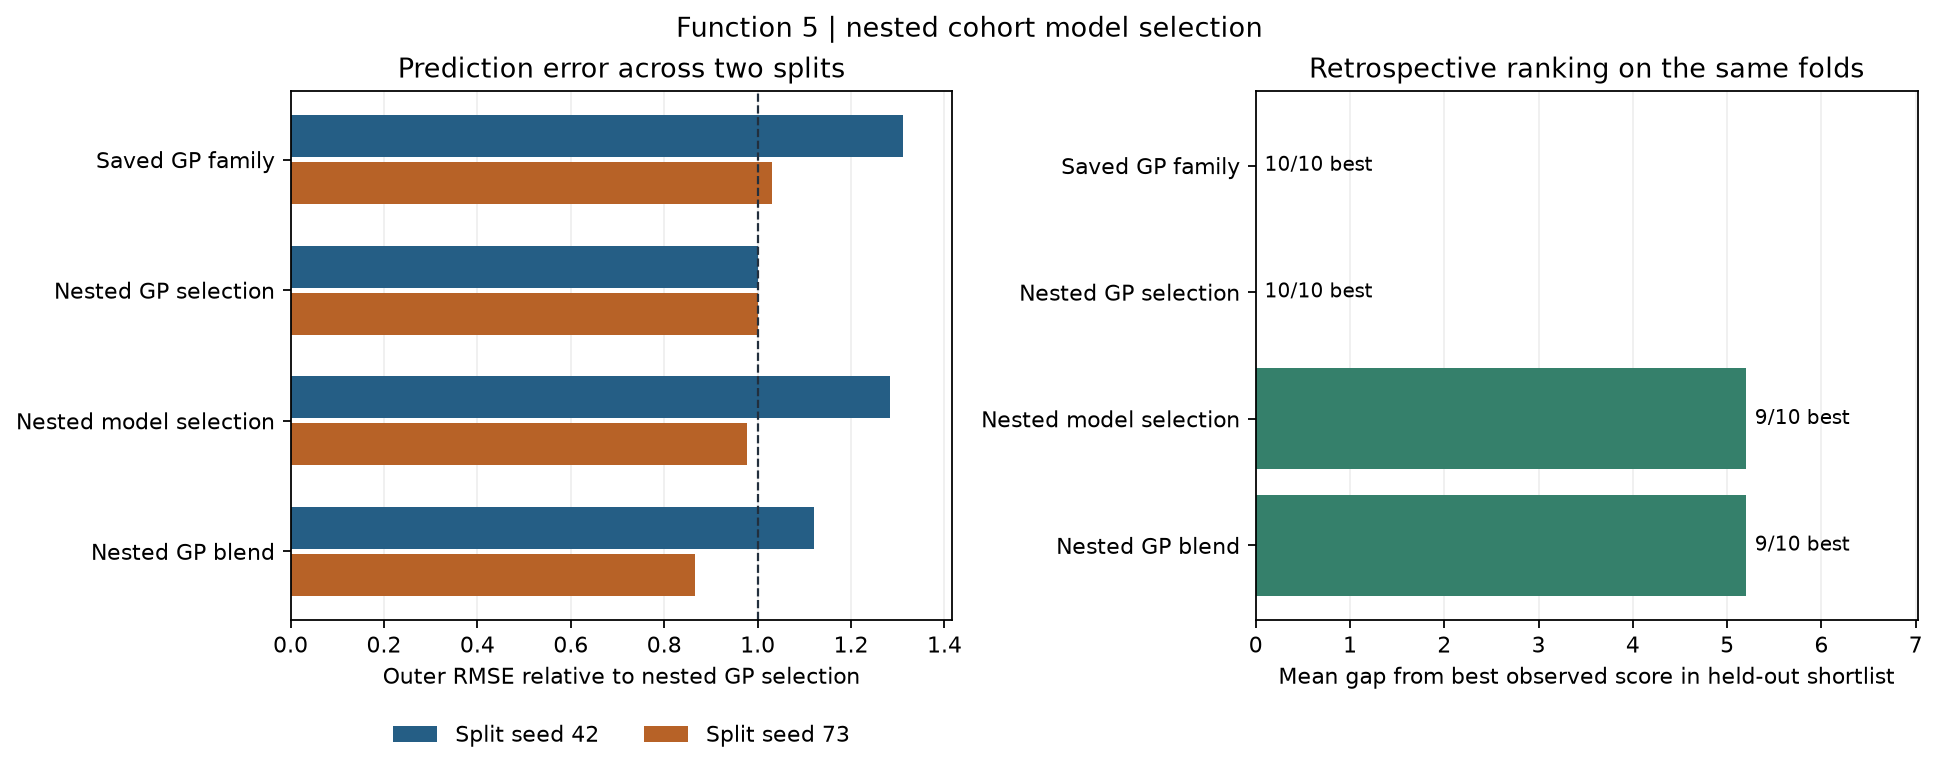 Function 5 | nested cohort model selection
Prediction error across two splits
Saved GP family
Nested GP selection
Nested model selection
Nested GP blend
0.0 0.2 0.4 0.6 0.8 1.0 1.2 1.4
Outer RMSE relative to nested GP selection
Split seed 42
Split seed 73
Retrospective ranking on the same folds
Saved GP family
10/10 best
Nested GP selection
10/10 best
Nested model selection
9/10 best
Nested GP blend
9/10 best
0 1 2 3 4 5 6 7
Mean gap from best observed score in held-out shortlist